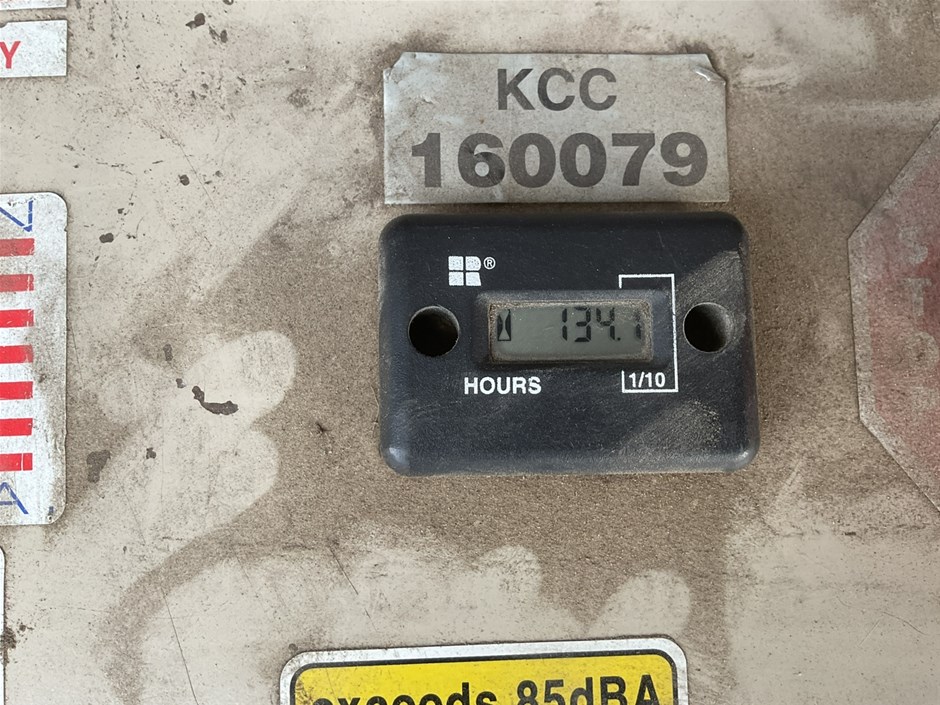 Y
KCC
160079
®
134.1
HOURS
1/10
exceeds 85dBA